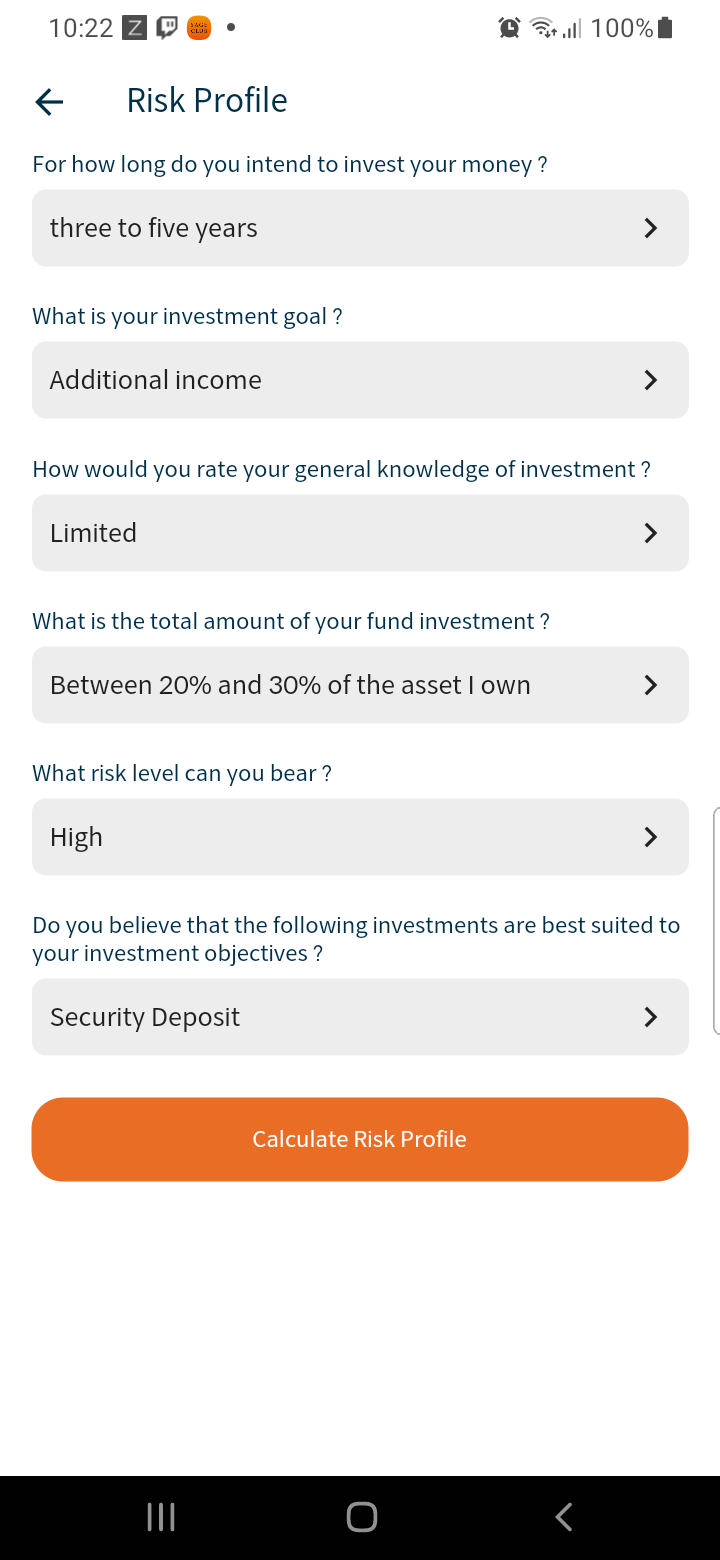 10:22 Z SAGE CLUB 100%
Risk Profile
For how long do you intend to invest your money ?
three to five years
What is your investment goal ?
Additional income
How would you rate your general knowledge of investment ?
Limited
What is the total amount of your fund investment ?
Between 20% and 30% of the asset I own
What risk level can you bear ?
High
Do you believe that the following investments are best suited to
your investment objectives ?
Security Deposit
Calculate Risk Profile